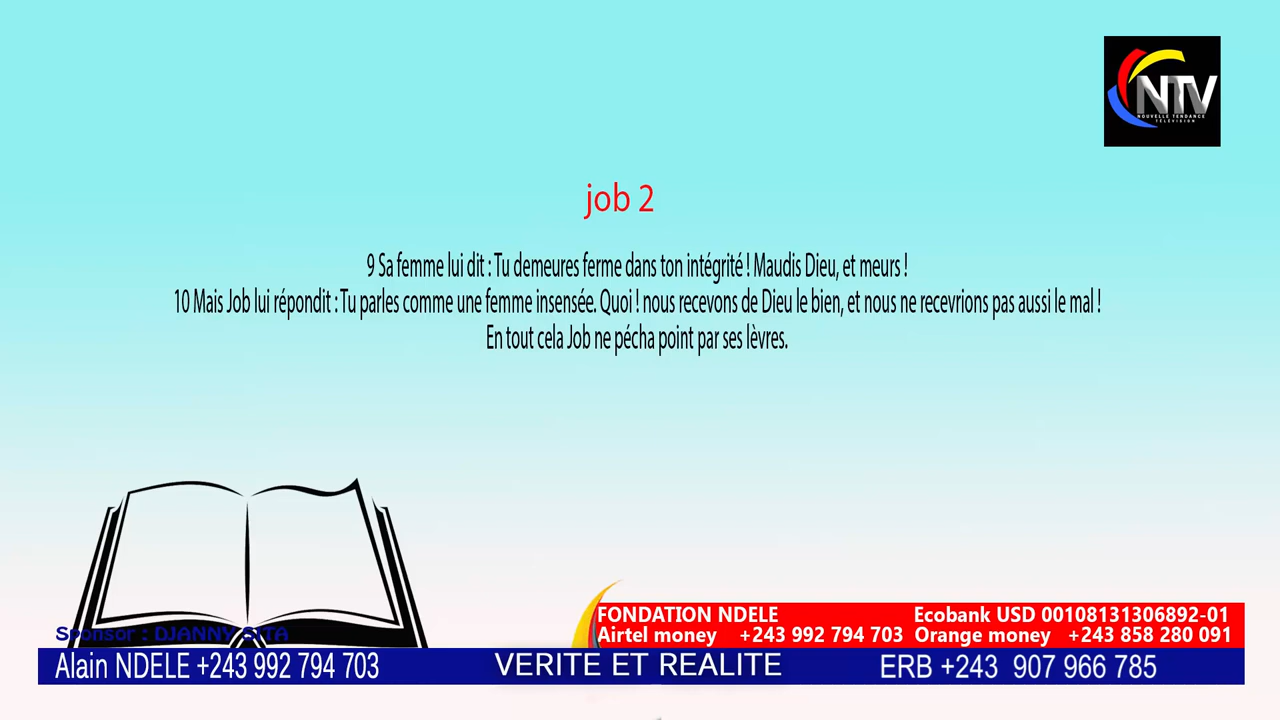 NTV
NOUVELLE TENDANCE
TELEVISION
job 2
9 Sa femme lui dit : Tu demeures ferme dans ton intégrité ! Maudis Dieu, et meurs !
10 Mais Job lui répondit : Tu parles comme une femme insensée. Quoi ! nous recevons de Dieu le bien, et nous ne recevrions pas aussi le mal !
En tout cela Job ne pécha point par ses lèvres.
FONDATION NDELE Ecobank USD 00108131306892-01
Airtel money +243 992 794 703 Orange money +243 858 280 091
Sponsor : DJANNY SITA
Alain NDELE +243 992 794 703 VERITE ET REALITE ERB +243 907 966 785